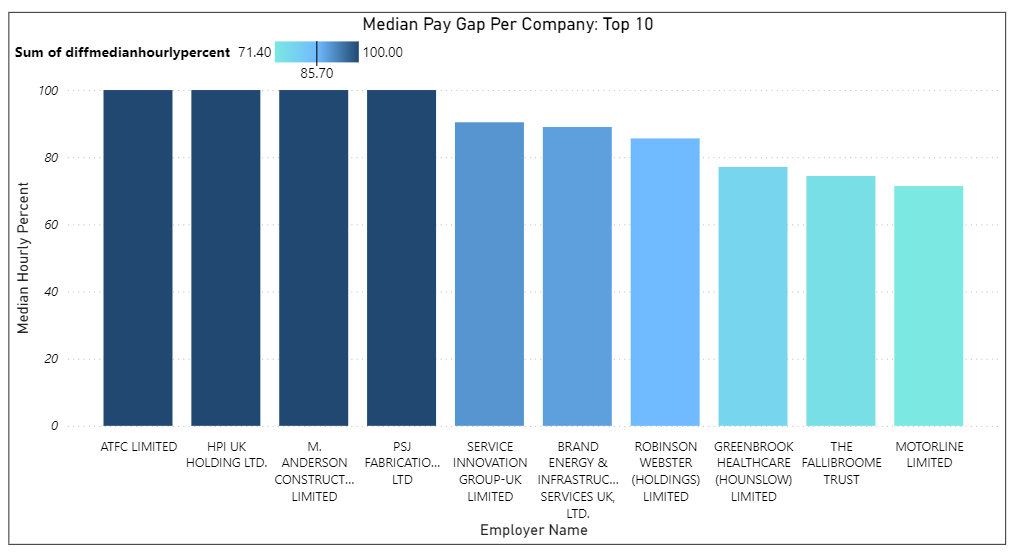 Median Pay Gap Per Company: Top 10
Sum of diffmedianhourlypercent 71.40 100.00
85.70
Median Hourly Percent
100
80
60
40
20
0
ATFC LIMITED
HPI UK
HOLDING LTD.
M.
ANDERSON
CONSTRUCT...
LIMITED
PSJ
FABRICATIO...
LTD
SERVICE
INNOVATION
GROUP-UK
LIMITED
BRAND
ENERGY &
INFRASTRUC...
SERVICES UK,
LTD.
ROBINSON
WEBSTER
(HOLDINGS)
LIMITED
GREENBROOK
HEALTHCARE
(HOUNSLOW)
LIMITED
THE
FALLIBROOME
TRUST
MOTORLINE
LIMITED
Employer Name